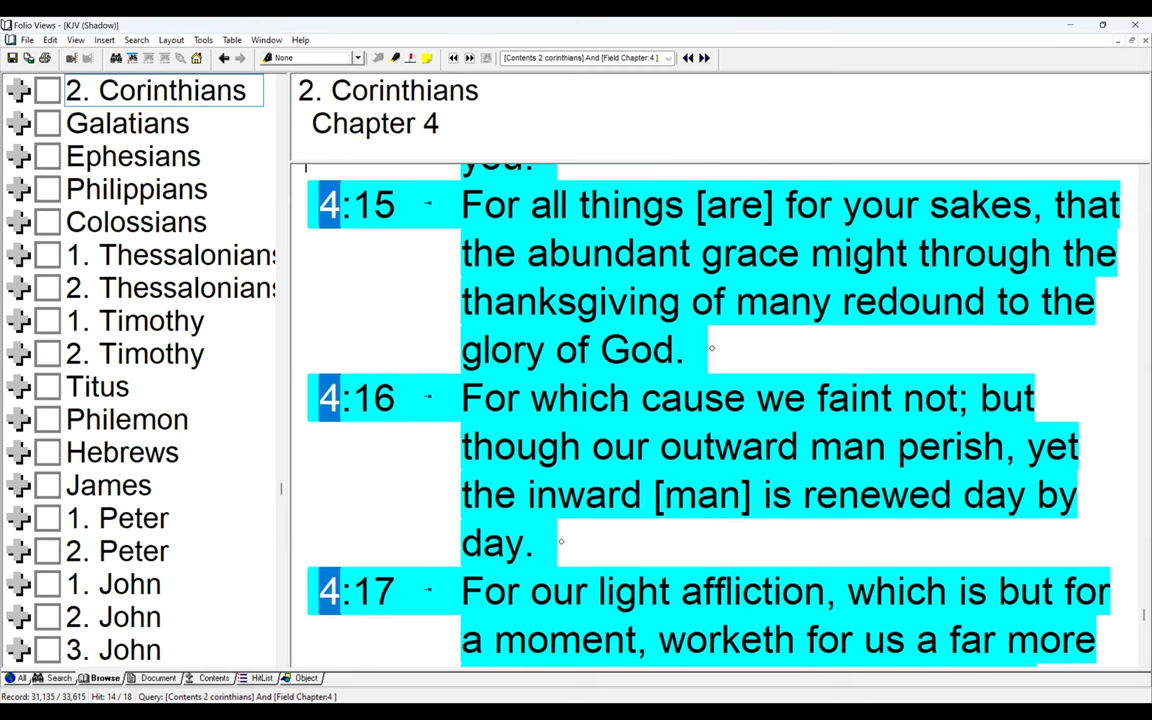 Folio Views - [KJV (Shadow)]
File Edit View Insert Search Layout Tools Table Window Help
None
[Contents 2 corinthians] And [Field Chapter:4 ]
2. Corinthians
Galatians
Ephesians
Philippians
Colossians
1. Thessalonians
2. Thessalonians
1. Timothy
2. Timothy
Titus
Philemon
Hebrews
James
1. Peter
2. Peter
1. John
2. John
3. John
2. Corinthians
Chapter 4
you.
4:15 For all things [are] for your sakes, that
the abundant grace might through the
thanksgiving of many redound to the
glory of God.
4:16 For which cause we faint not; but
though our outward man perish, yet
the inward [man] is renewed day by
day.
4:17 For our light affliction, which is but for
a moment, worketh for us a far more
All Search Browse Document Contents HitList Object
Record: 31,135 / 33,615 Hit: 14 / 18 Query: [Contents 2 corinthians] And [Field Chapter:4 ]